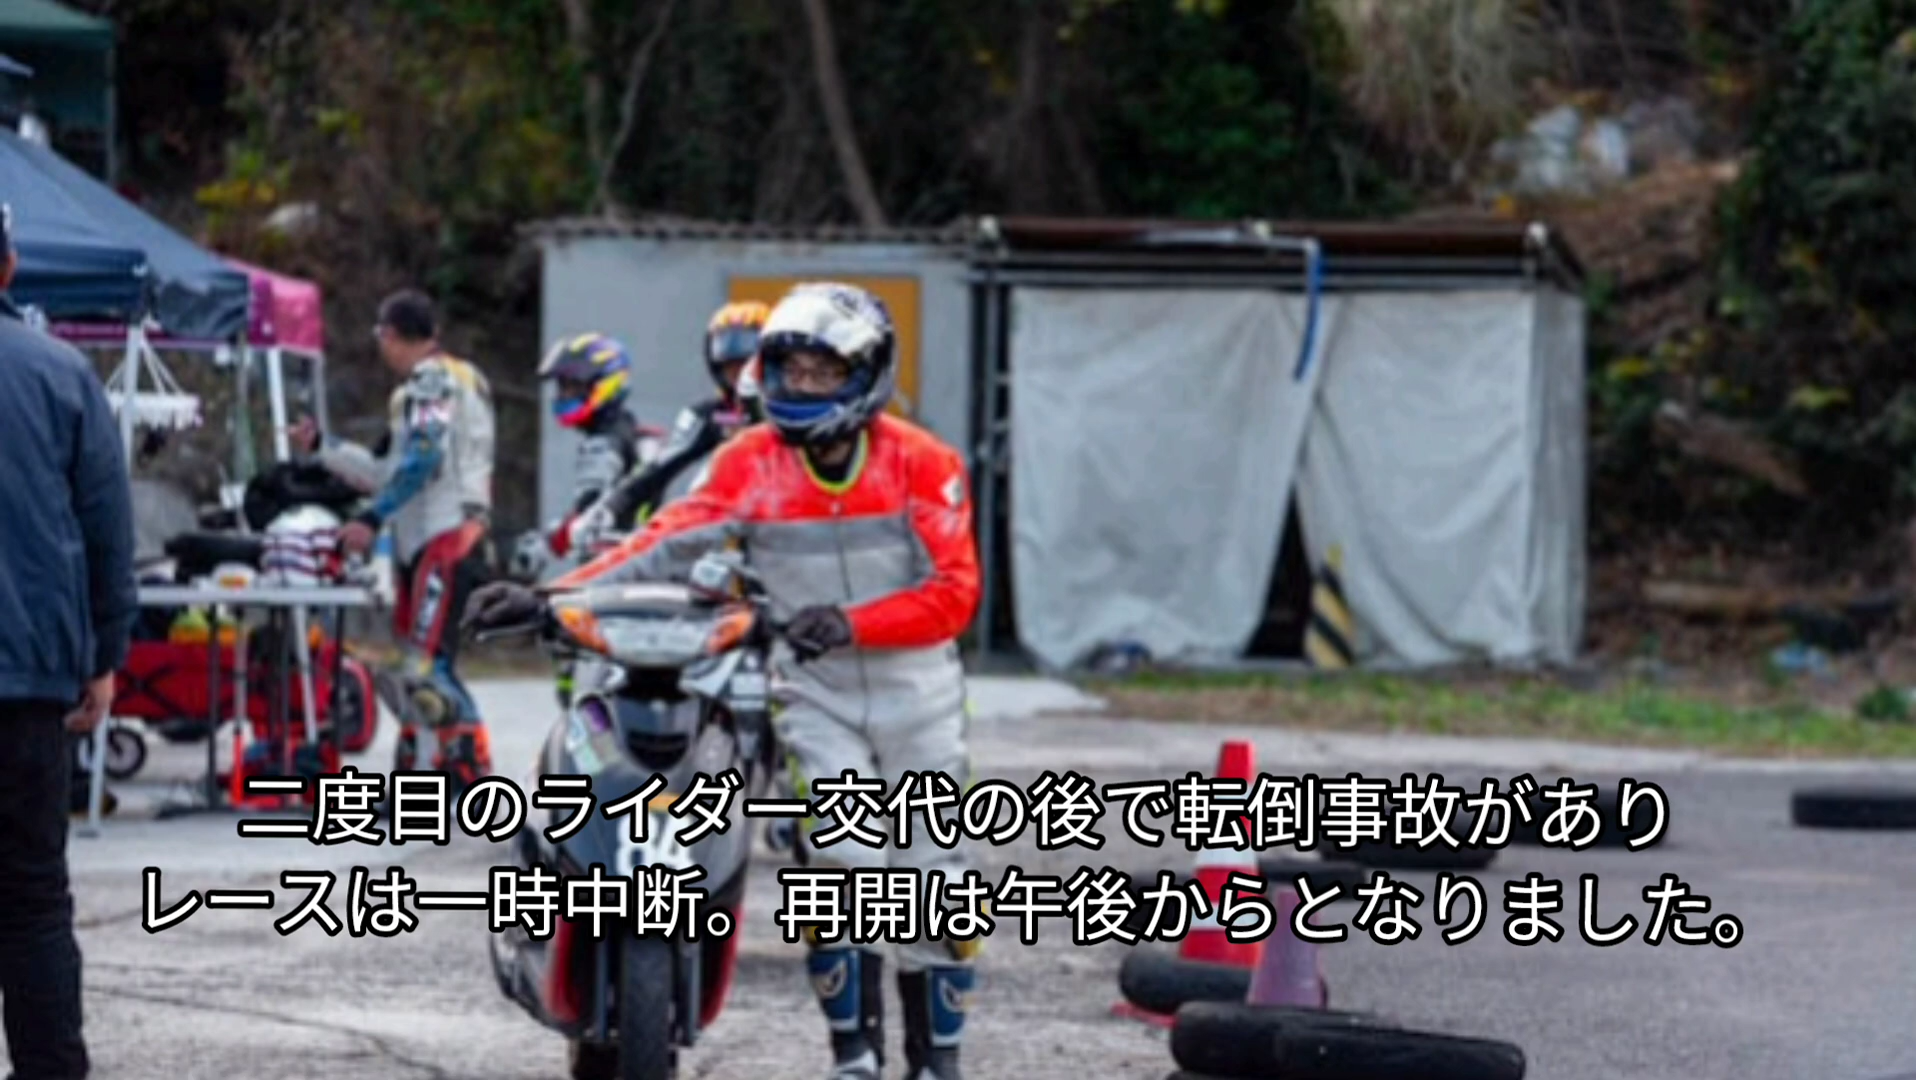 二度目のライダー交代の後で転倒事故があり
レースは一時中断。再開は午後からとなりました。